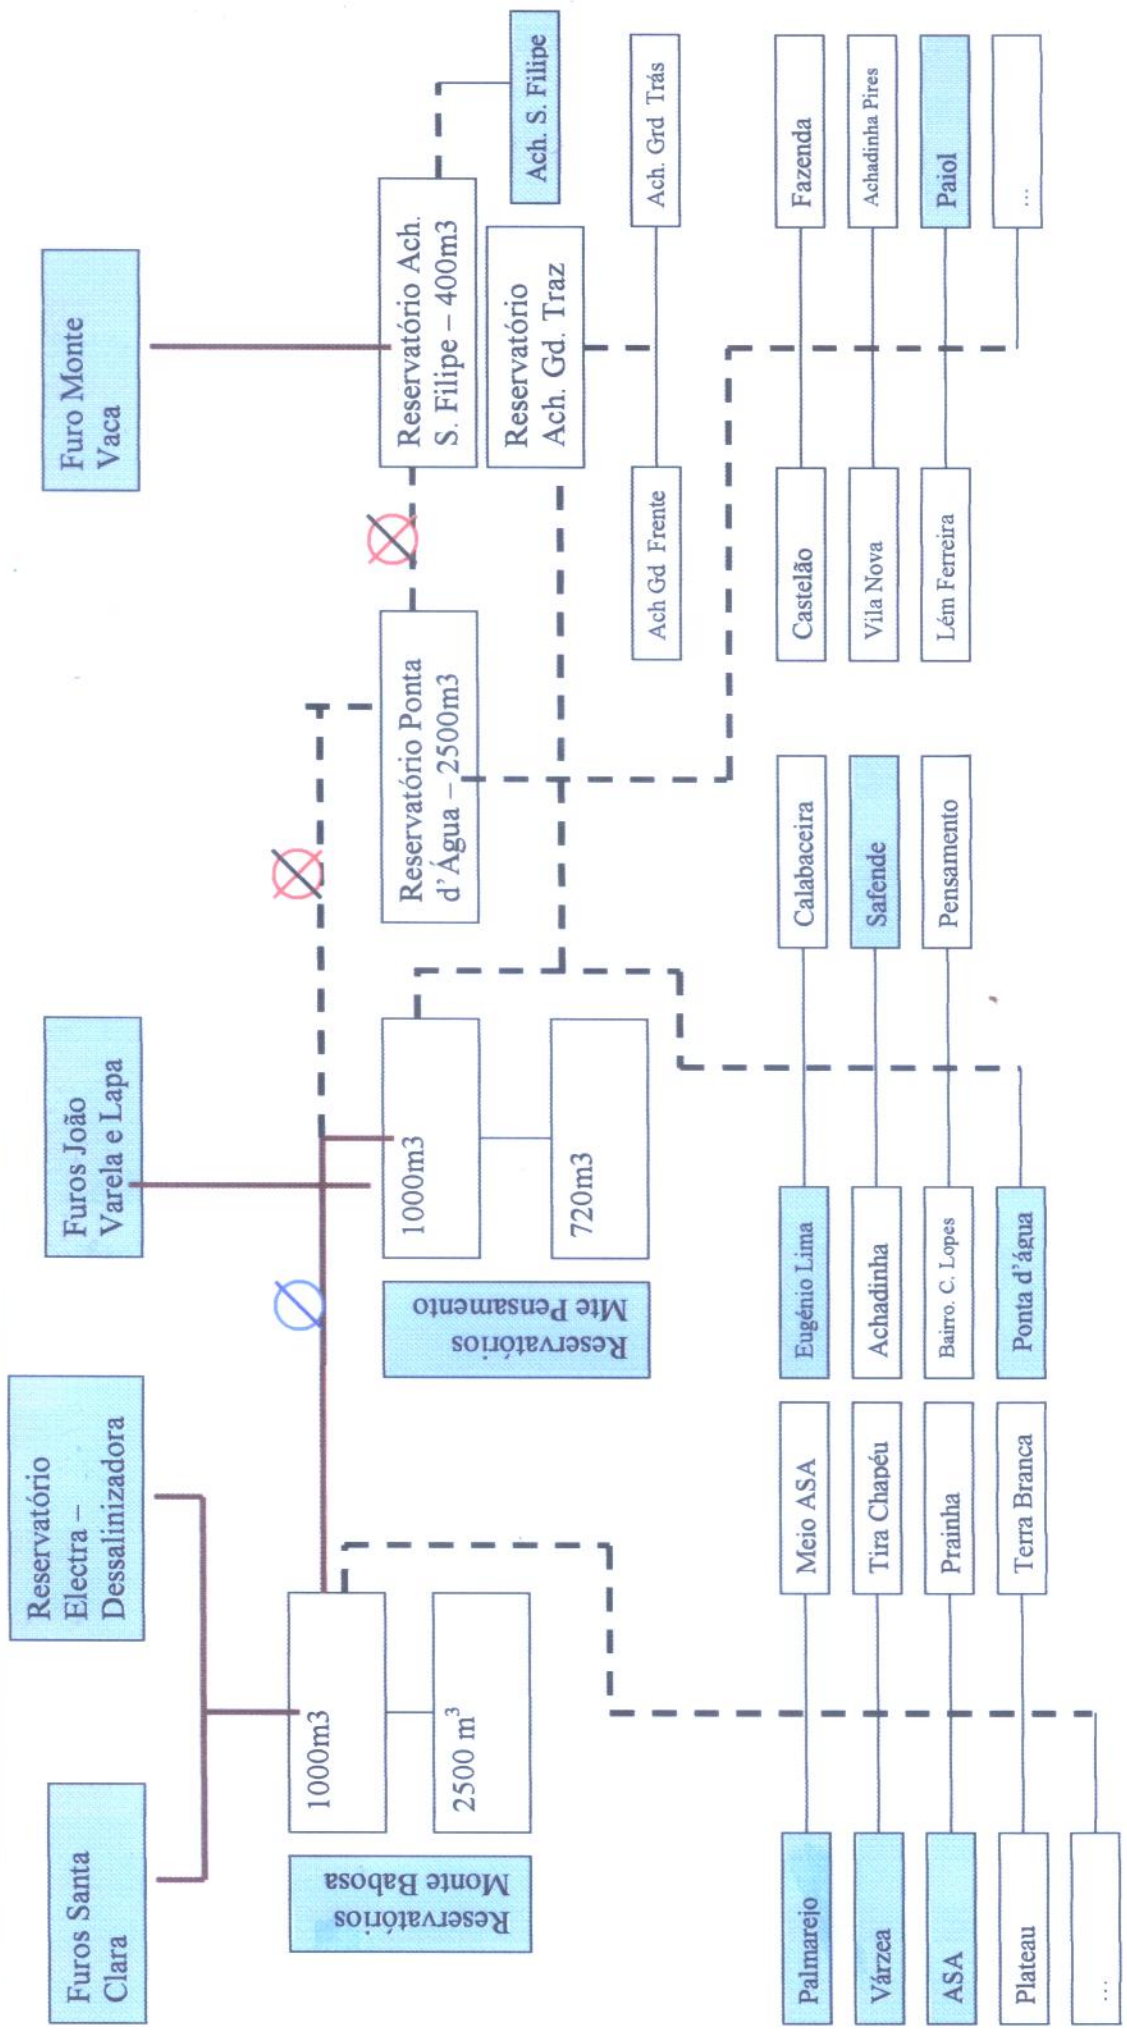 Furos Santa
Clara
Reservatório
Electra –
Dessalinizadora
Furos João
Varela e Lapa
Furo Monte
Vaca
Reservatórios
Monte Babosa
1000m3
2500 m³
Reservatórios
Mte Pensamento
1000m3
720m3
Reservatório Ponta
d'Água – 2500m3
Reservatório Ach.
S. Filipe – 400m3
Reservatório
Ach. Gd. Traz
Ach. S. Filipe
Ach Gd Frente
Ach. Grd Trás
Palmarejo
Meio ASA
Várzea
Tira Chapéu
ASA
Prainha
Plateau
Terra Branca
...
Eugénio Lima
Calabaceira
Achadinha
Safende
Bairro. C. Lopes
Pensamento
Ponta d'água
Castelão
Fazenda
Vila Nova
Achadinha Pires
Lém Ferreira
Paiol
...